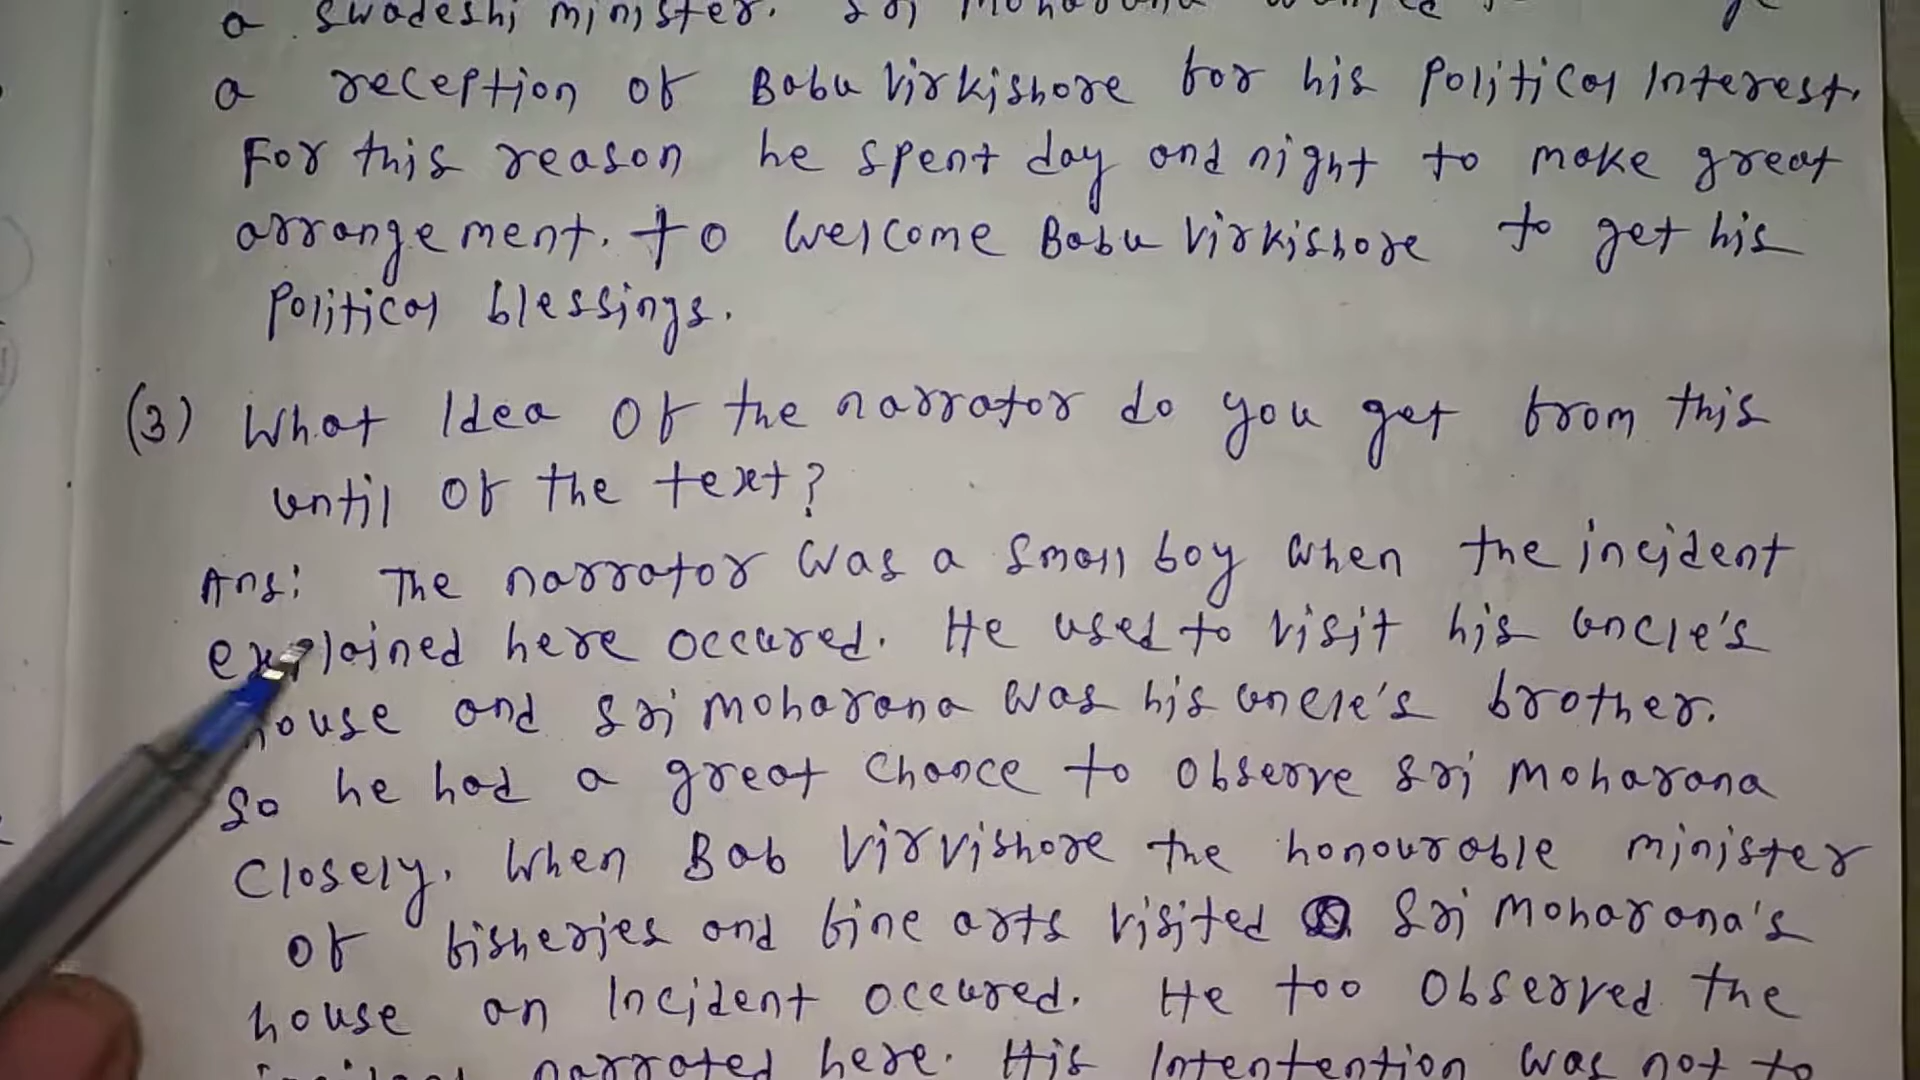 a swadeshi minister. Sri Moharana
a reception of Babu Virkishore for his political Interest.
For this reason he spent day and night to make great
arrangement. to welcome Babu Virkishore to get his
political blessings.
(3) What Idea of the narrator do you get from this
until of the text?
Ans: The narrator was a small boy when the incident
explained here occured. He used to visit his uncle's
house and Sri Moharana was his uncle's brother.
So he had a great chance to observe Sri Moharana
closely. When Bab Virvishore the honourable minister
of fisheries and fine arts visited Sri Moharana's
house an Incident occured. He too observed the
narrated here. His Intentention was not to